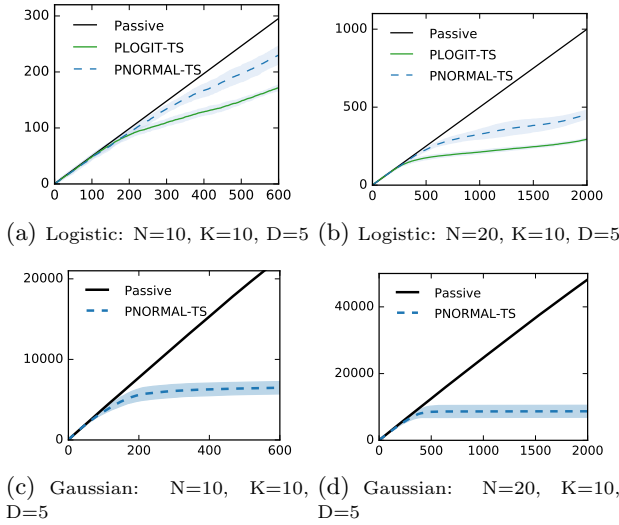 300
200
100
0
0 100 200 300 400 500 600
Passive
PLOGIT-TS
PNORMAL-TS
1000
500
0
0 500 1000 1500 2000
Passive
PLOGIT-TS
PNORMAL-TS
(a) Logistic: N=10, K=10, D=5
(b) Logistic: N=20, K=10, D=5
20000
10000
0
0 200 400 600
Passive
PNORMAL-TS
40000
20000
0
0 500 1000 1500 2000
Passive
PNORMAL-TS
(c) Gaussian: N=10, K=10,
D=5
(d) Gaussian: N=20, K=10,
D=5